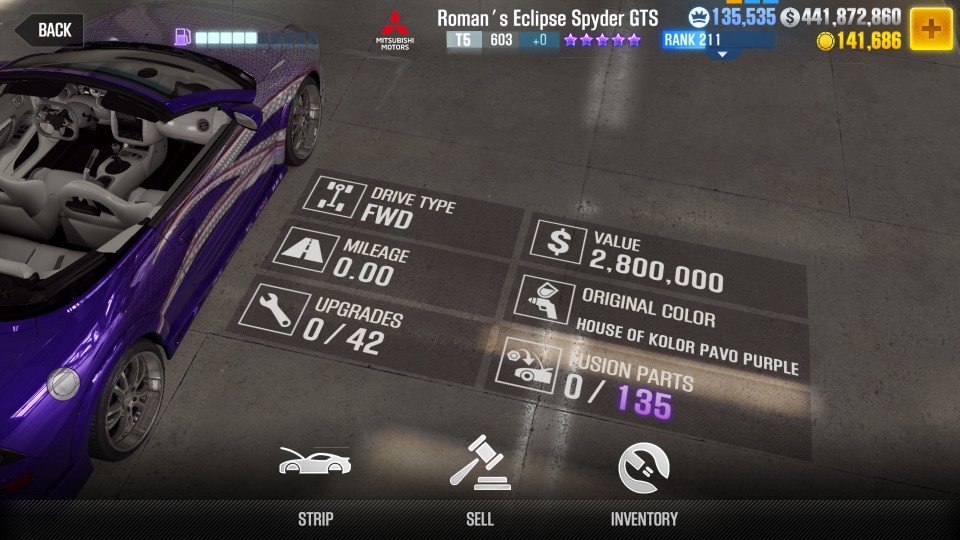 BACK
MITSUBISHI
MOTORS
Roman's Eclipse Spyder GTS
T5 603 +0
135,535
$ 441,872,860
RANK 211
141,686
+
DRIVE TYPE
FWD
MILEAGE
0.00
UPGRADES
0 / 42
$
VALUE
2,800,000
ORIGINAL COLOR
HOUSE OF KOLOR PAVO PURPLE
FUSION PARTS
0 / 135
STRIP
SELL
INVENTORY